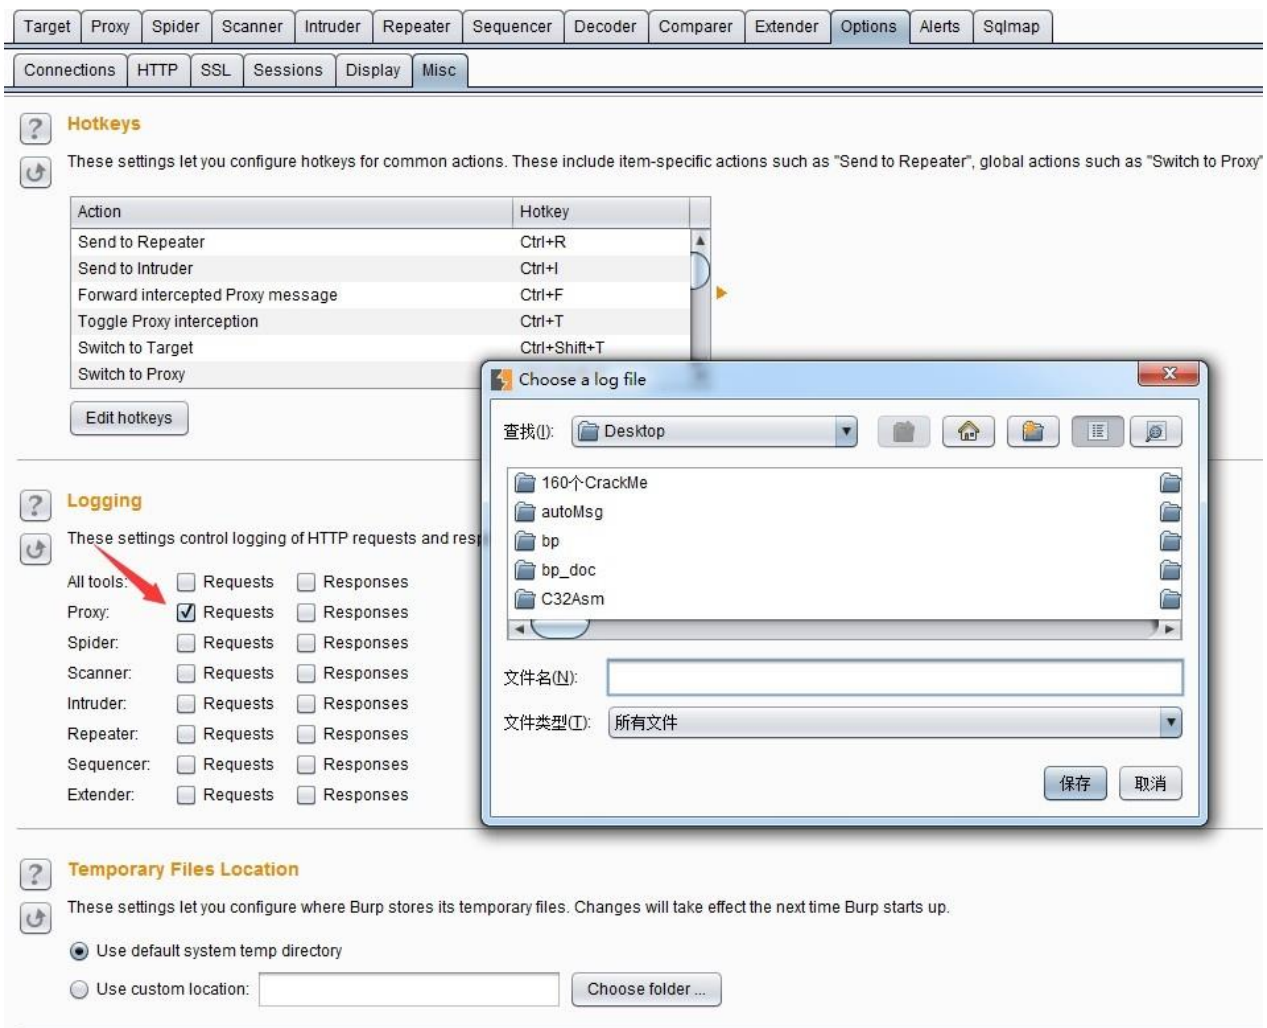 Target Proxy Spider Scanner Intruder Repeater Sequencer Decoder Comparer Extender Options Alerts Sqlmap
Connections HTTP SSL Sessions Display Misc
Hotkeys
These settings let you configure hotkeys for common actions. These include item-specific actions such as "Send to Repeater", global actions such as "Switch to Proxy"
Action Hotkey
Send to Repeater Ctrl+R
Send to Intruder Ctrl+I
Forward intercepted Proxy message Ctrl+F
Toggle Proxy interception Ctrl+T
Switch to Target Ctrl+Shift+T
Switch to Proxy
Edit hotkeys
Choose a log file
查找(I): Desktop
160个CrackMe
autoMsg
bp
bp_doc
C32Asm
文件名(N):
文件类型(T): 所有文件
保存 取消
Logging
These settings control logging of HTTP requests and
All tools: Requests Responses
Proxy: Requests Responses
Spider: Requests Responses
Scanner: Requests Responses
Intruder: Requests Responses
Repeater: Requests Responses
Sequencer: Requests Responses
Extender: Requests Responses
Temporary Files Location
These settings let you configure where Burp stores its temporary files. Changes will take effect the next time Burp starts up.
Use default system temp directory
Use custom location: Choose folder ...